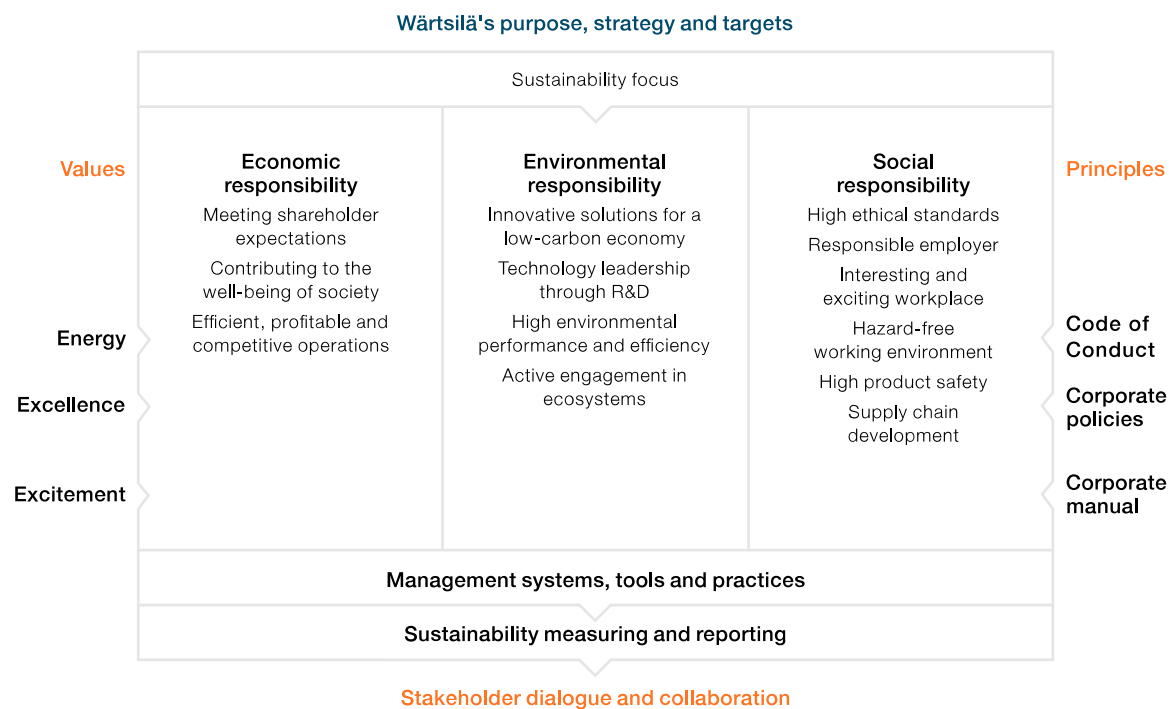 Wärtsilä's purpose, strategy and targets
Sustainability focus
Values
Energy
Excellence
Excitement
Economic
responsibility
Meeting shareholder
expectations
Contributing to the
well-being of society
Efficient, profitable and
competitive operations
Environmental
responsibility
Innovative solutions for a
low-carbon economy
Technology leadership
through R&D
High environmental
performance and efficiency
Active engagement in
ecosystems
Social
responsibility
High ethical standards
Responsible employer
Interesting and
exciting workplace
Hazard-free
working environment
High product safety
Supply chain
development
Principles
Code of
Conduct
Corporate
policies
Corporate
manual
Management systems, tools and practices
Sustainability measuring and reporting
Stakeholder dialogue and collaboration